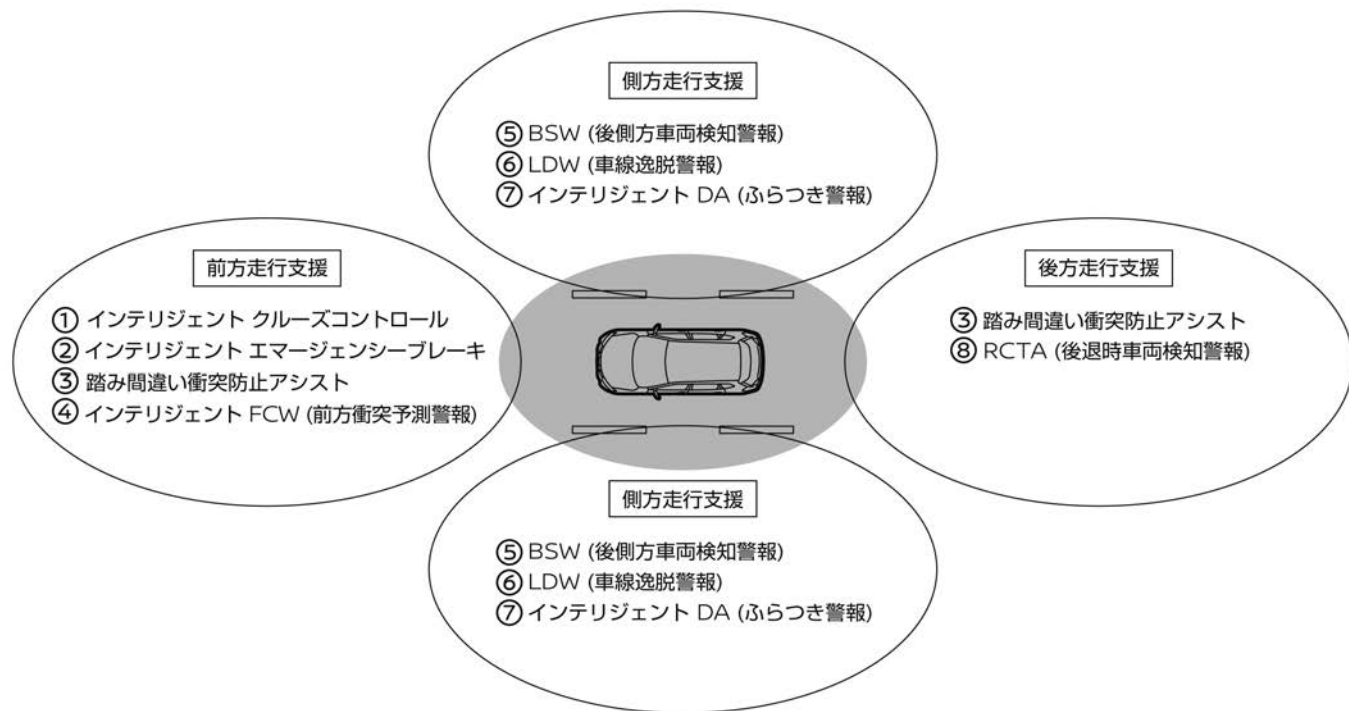 側方走行支援
⑤ BSW (後側方車両検知警報)
⑥ LDW (車線逸脱警報)
⑦ インテリジェント DA (ふらつき警報)
前方走行支援
① インテリジェント クルーズコントロール
② インテリジェント エマージェンシーブレーキ
③ 踏み間違い衝突防止アシスト
④ インテリジェント FCW (前方衝突予測警報)
後方走行支援
③ 踏み間違い衝突防止アシスト
⑧ RCTA (後退時車両検知警報)
側方走行支援
⑤ BSW (後側方車両検知警報)
⑥ LDW (車線逸脱警報)
⑦ インテリジェント DA (ふらつき警報)